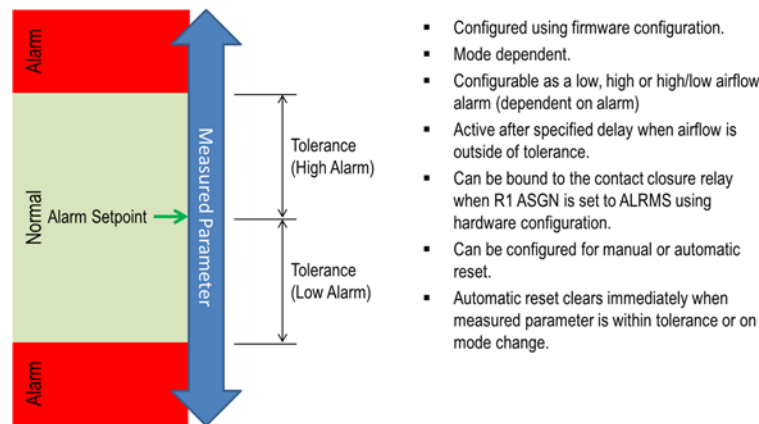 Alarm
Normal
Alarm Setpoint
Alarm
Measured Parameter
Tolerance
(High Alarm)
Tolerance
(Low Alarm)
▪ Configured using firmware configuration.
▪ Mode dependent.
▪ Configurable as a low, high or high/low airflow
alarm (dependent on alarm)
▪ Active after specified delay when airflow is
outside of tolerance.
▪ Can be bound to the contact closure relay
when R1 ASGN is set to ALRMS using
hardware configuration.
▪ Can be configured for manual or automatic
reset.
▪ Automatic reset clears immediately when
measured parameter is within tolerance or on
mode change.